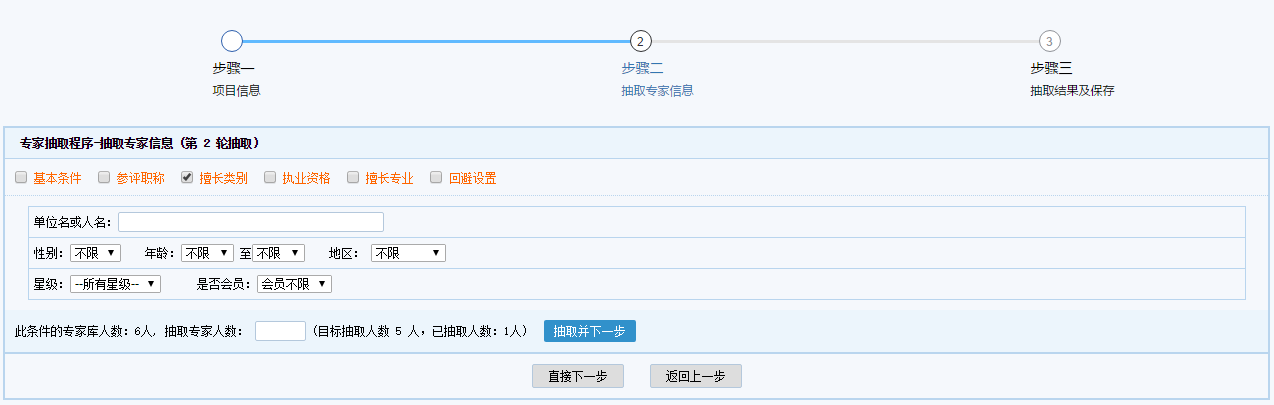 2 3
步骤一 步骤二 步骤三
项目信息 抽取专家信息 抽取结果及保存
专家抽取程序-抽取专家信息 (第 2 轮抽取)
基本条件 参评职称 擅长类别 执业资格 擅长专业 回避设置
单位名或人名:
性别: 不限 年龄: 不限 至 不限 地区: 不限
星级: --所有星级-- 是否会员: 会员不限
此条件的专家库人数: 6人, 抽取专家人数: (目标抽取人数 5 人, 已抽取人数: 1人) 抽取并下一步
直接下一步 返回上一步